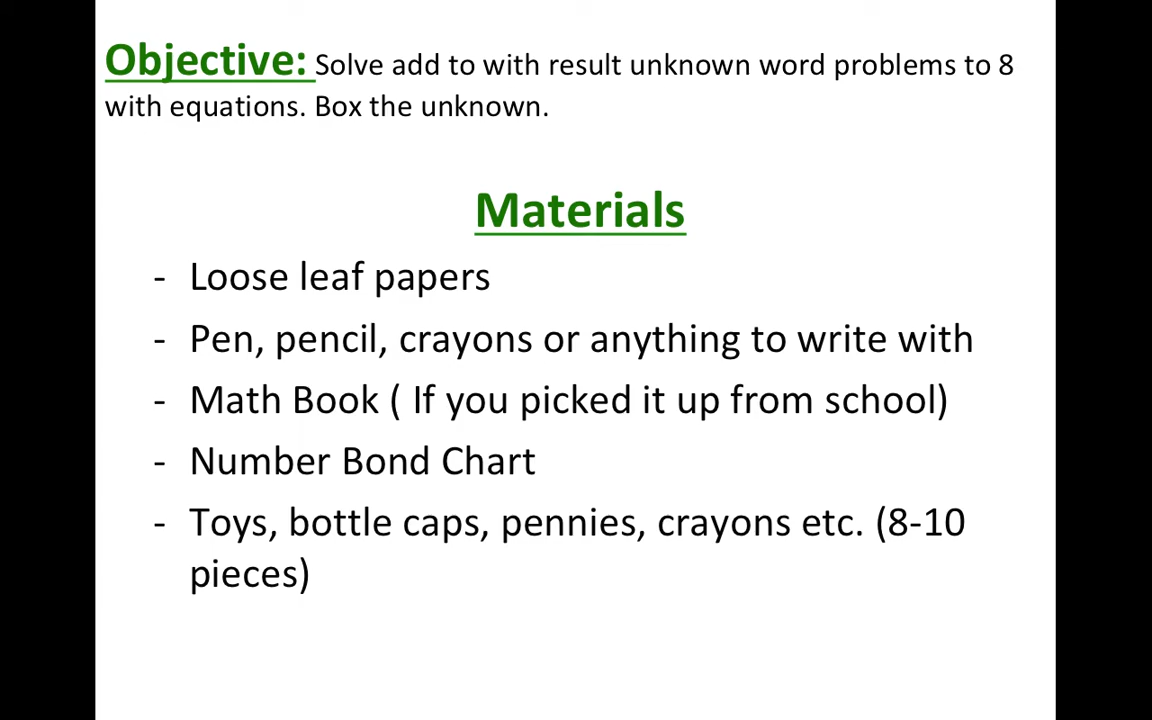 Objective: Solve add to with result unknown word problems to 8
with equations. Box the unknown.
Materials
- Loose leaf papers
- Pen, pencil, crayons or anything to write with
- Math Book ( If you picked it up from school)
- Number Bond Chart
- Toys, bottle caps, pennies, crayons etc. (8-10
pieces)